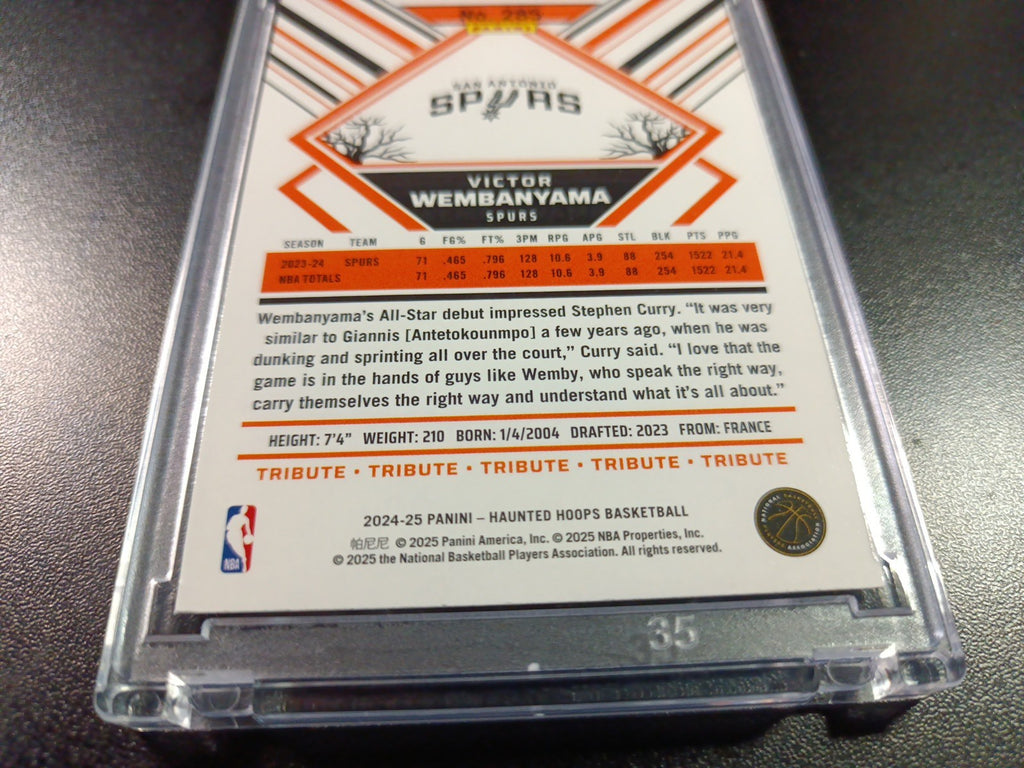 No. 285
PANINI
SAN ANTONIO
SPURS
VICTOR
WEMBANYAMA
SPURS
SEASON TEAM G FG% FT% 3PM RPG APG STL BLK PTS PPG
2023-24 SPURS 71 .465 .796 128 10.6 3.9 88 254 1522 21.4
NBA TOTALS 71 .465 .796 128 10.6 3.9 88 254 1522 21.4
Wembanyama's All-Star debut impressed Stephen Curry. “It was very
similar to Giannis [Antetokounmpo] a few years ago, when he was
dunking and sprinting all over the court,” Curry said. “I love that the
game is in the hands of guys like Wemby, who speak the right way,
carry themselves the right way and understand what it's all about.”
HEIGHT: 7'4” WEIGHT: 210 BORN: 1/4/2004 DRAFTED: 2023 FROM: FRANCE
TRIBUTE • TRIBUTE • TRIBUTE • TRIBUTE • TRIBUTE
2024-25 PANINI – HAUNTED HOOPS BASKETBALL
帕尼尼 © 2025 Panini America, Inc. © 2025 NBA Properties, Inc.
© 2025 the National Basketball Players Association. All rights reserved.
NBA
NATIONAL BASKETBALL PLAYERS ASSOCIATION
35